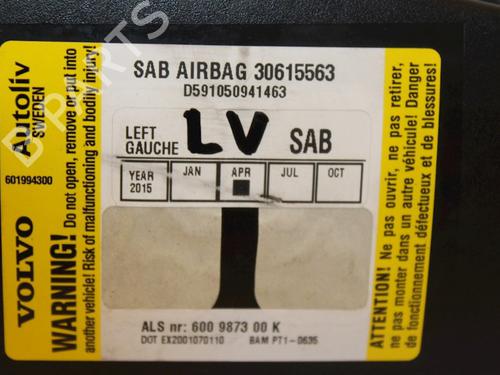 Autoliv
SWEDEN
601994300
VOLVO
WARNING! Do not open, remove or put into
another vehicle! Risk of malfunctioning and bodily injury!
SAB AIRBAG 30615563
D591050941463
LEFT
GAUCHE
LV
SAB
YEAR
2015
JAN
APR
JUL
OCT
ALS nr: 600 9873 00 K
DOT EX2001070110
BAM PT1-0635
ATTENTION! Ne pas ouvrir, ne pas retirer,
ne pas monter dans un autre véhicule! Danger
de fonctionnement défectueux et de blessures!
B PARTS